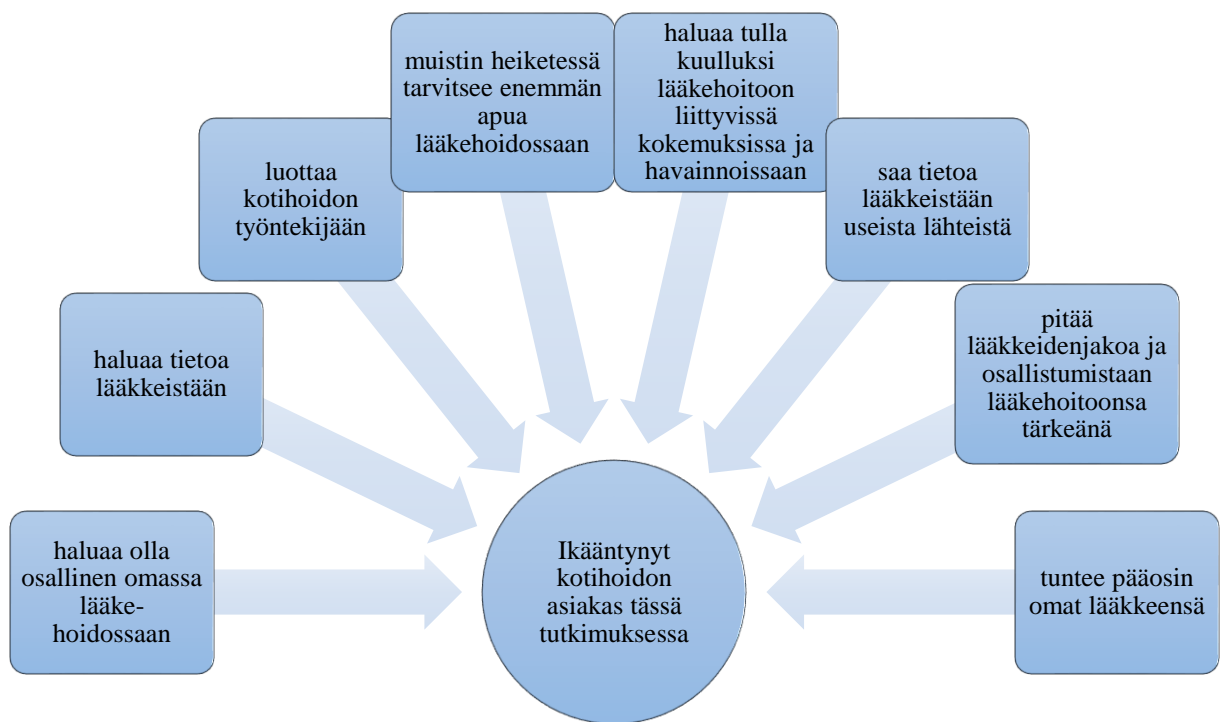 haluaa olla
osallinen omassa
lääke-
hoidossaan
haluaa tietoa
lääkkeistään
luottaa
kotihoidon
työntekijään
muistin heiketessä
tarvitsee enemmän
apua
lääkehoidossaan
haluaa tulla
kuulluksi
lääkehoitoon
liittyvissä
kokemuksissa ja
havainnoissaan
saa tietoa
lääkkeistään
useista lähteistä
pitää
lääkkeidenjakoa ja
osallistumistaan
lääkehoitoonsa
tärkeänä
tuntee pääosin
omat lääkkeensä
Ikääntynyt
kotihoidon
asiakas tässä
tutkimuksessa